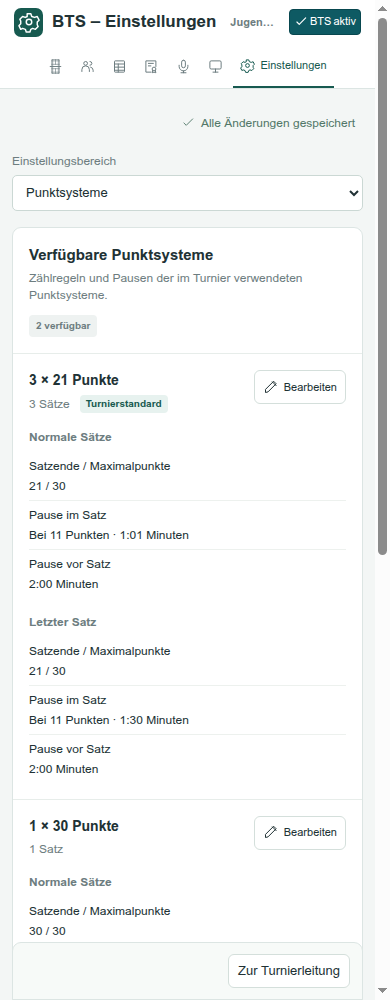 BTS – Einstellungen
Jugen...
BTS aktiv
Einstellungen
Alle Änderungen gespeichert
Einstellungsbereich
Punktsysteme
Verfügbare Punktsysteme
Zählregeln und Pausen der im Turnier verwendeten
Punktsysteme.
2 verfügbar
3 × 21 Punkte
Bearbeiten
3 Sätze
Turnierstandard
Normale Sätze
Satzende / Maximalpunkte
21 / 30
Pause im Satz
Bei 11 Punkten · 1:01 Minuten
Pause vor Satz
2:00 Minuten
Letzter Satz
Satzende / Maximalpunkte
21 / 30
Pause im Satz
Bei 11 Punkten · 1:30 Minuten
Pause vor Satz
2:00 Minuten
1 × 30 Punkte
Bearbeiten
1 Satz
Normale Sätze
Satzende / Maximalpunkte
30 / 30
Zur Turnierleitung